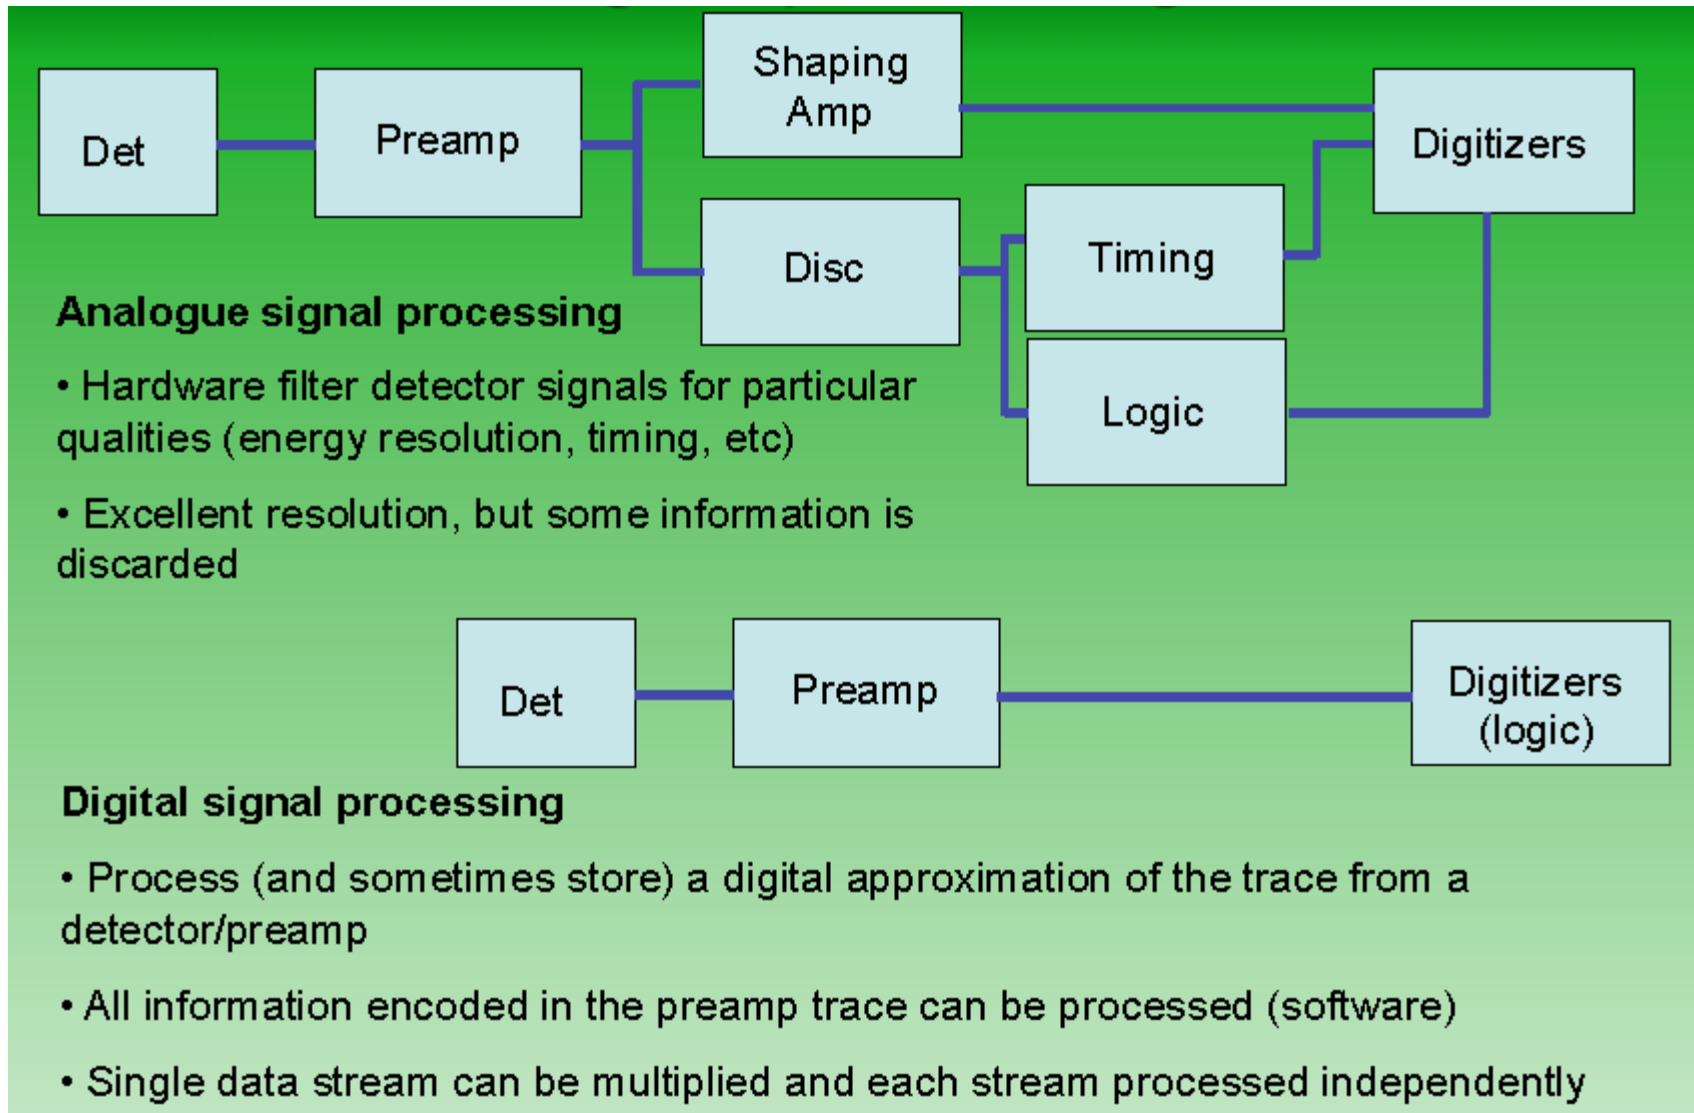 Shaping
Amp
Det
Preamp
Digitizers
Disc
Timing
Logic
Analogue signal processing
• Hardware filter detector signals for particular
qualities (energy resolution, timing, etc)
• Excellent resolution, but some information is
discarded
Det
Preamp
Digitizers
(logic)
Digital signal processing
• Process (and sometimes store) a digital approximation of the trace from a
detector/preamp
• All information encoded in the preamp trace can be processed (software)
• Single data stream can be multiplied and each stream processed independently